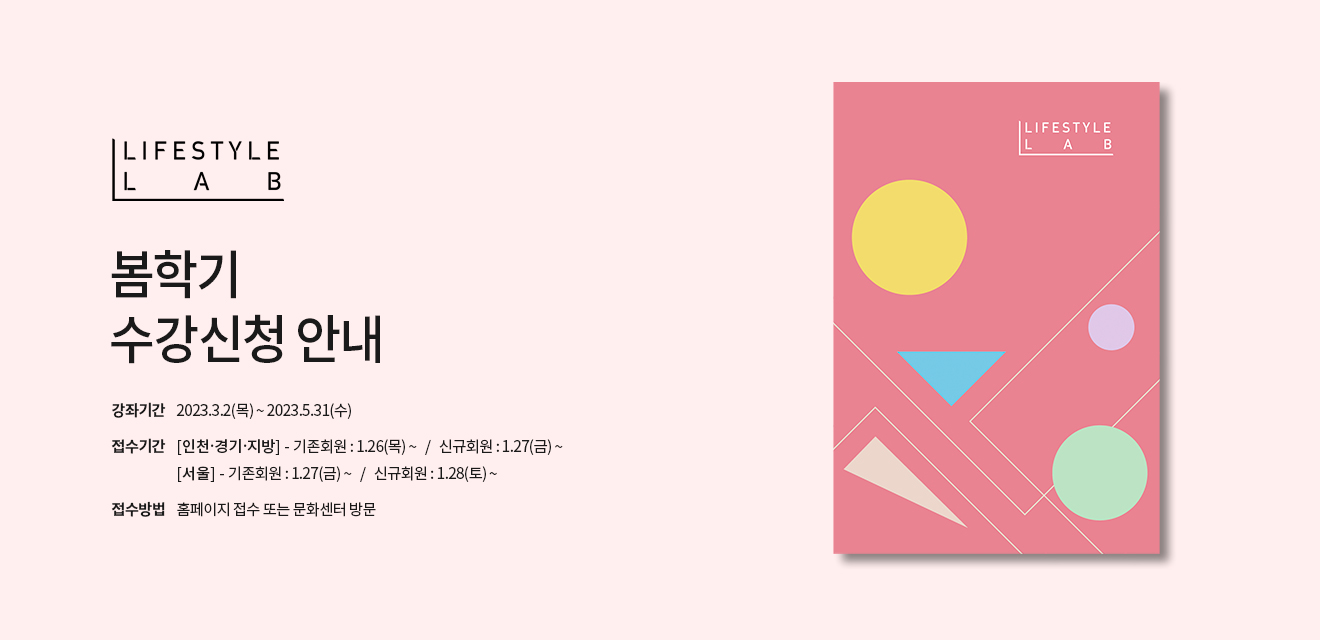 LIFESTYLE
L A B
봄학기
수강신청 안내
강좌기간 2023.3.2(목) ~ 2023.5.31(수)
접수기간 [인천·경기·지방] - 기존회원 : 1.26(목) ~ / 신규회원 : 1.27(금) ~
[서울] - 기존회원 : 1.27(금) ~ / 신규회원 : 1.28(토) ~
접수방법 홈페이지 접수 또는 문화센터 방문
LIFESTYLE
L A B